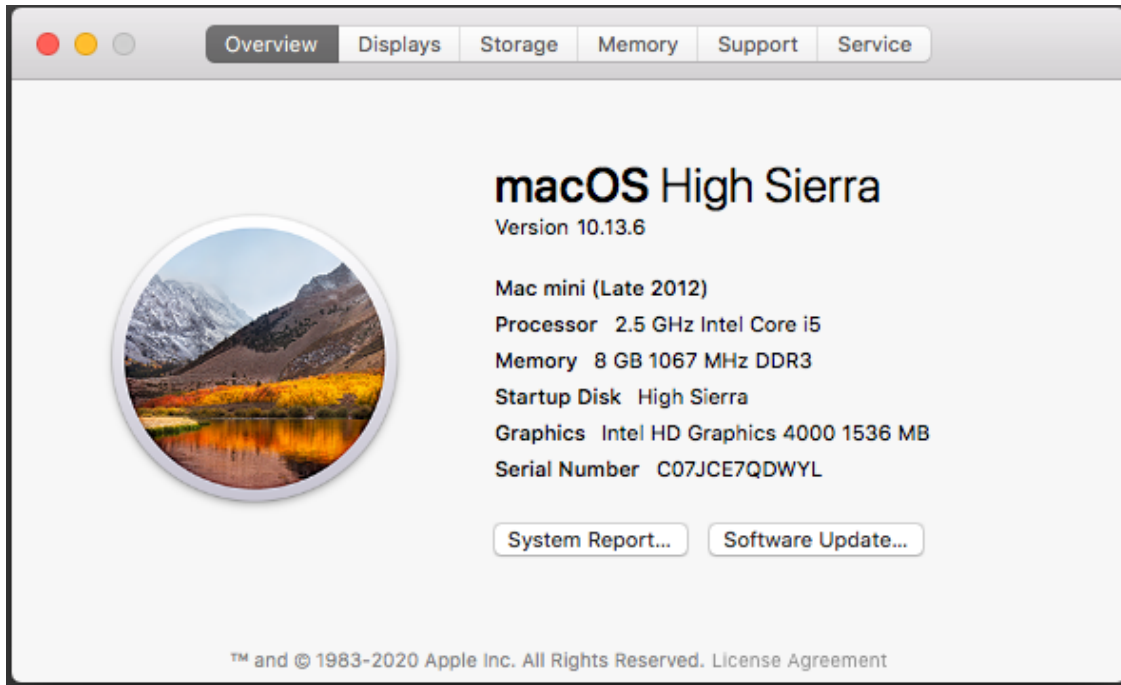 Overview Displays Storage Memory Support Service
macOS High Sierra
Version 10.13.6
Mac mini (Late 2012)
Processor 2.5 GHz Intel Core i5
Memory 8 GB 1067 MHz DDR3
Startup Disk High Sierra
Graphics Intel HD Graphics 4000 1536 MB
Serial Number C07JCE7QDWYL
System Report... Software Update...
™ and © 1983-2020 Apple Inc. All Rights Reserved. License Agreement